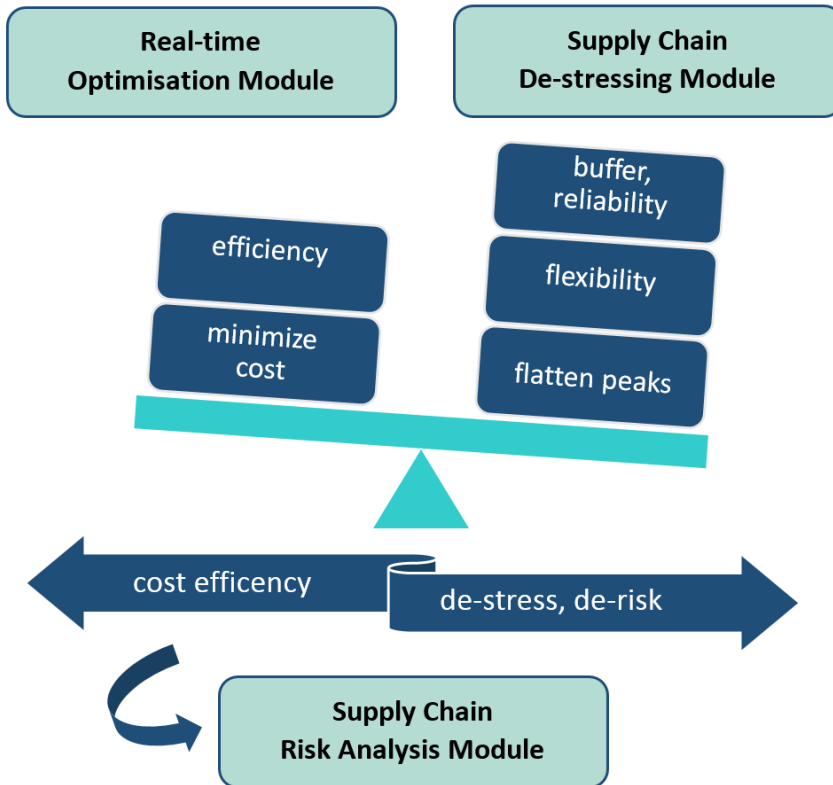 Real-time
Optimisation Module
Supply Chain
De-stressing Module
efficiency
minimize
cost
buffer,
reliability
flexibility
flatten peaks
cost efficency
de-stress, de-risk
Supply Chain
Risk Analysis Module